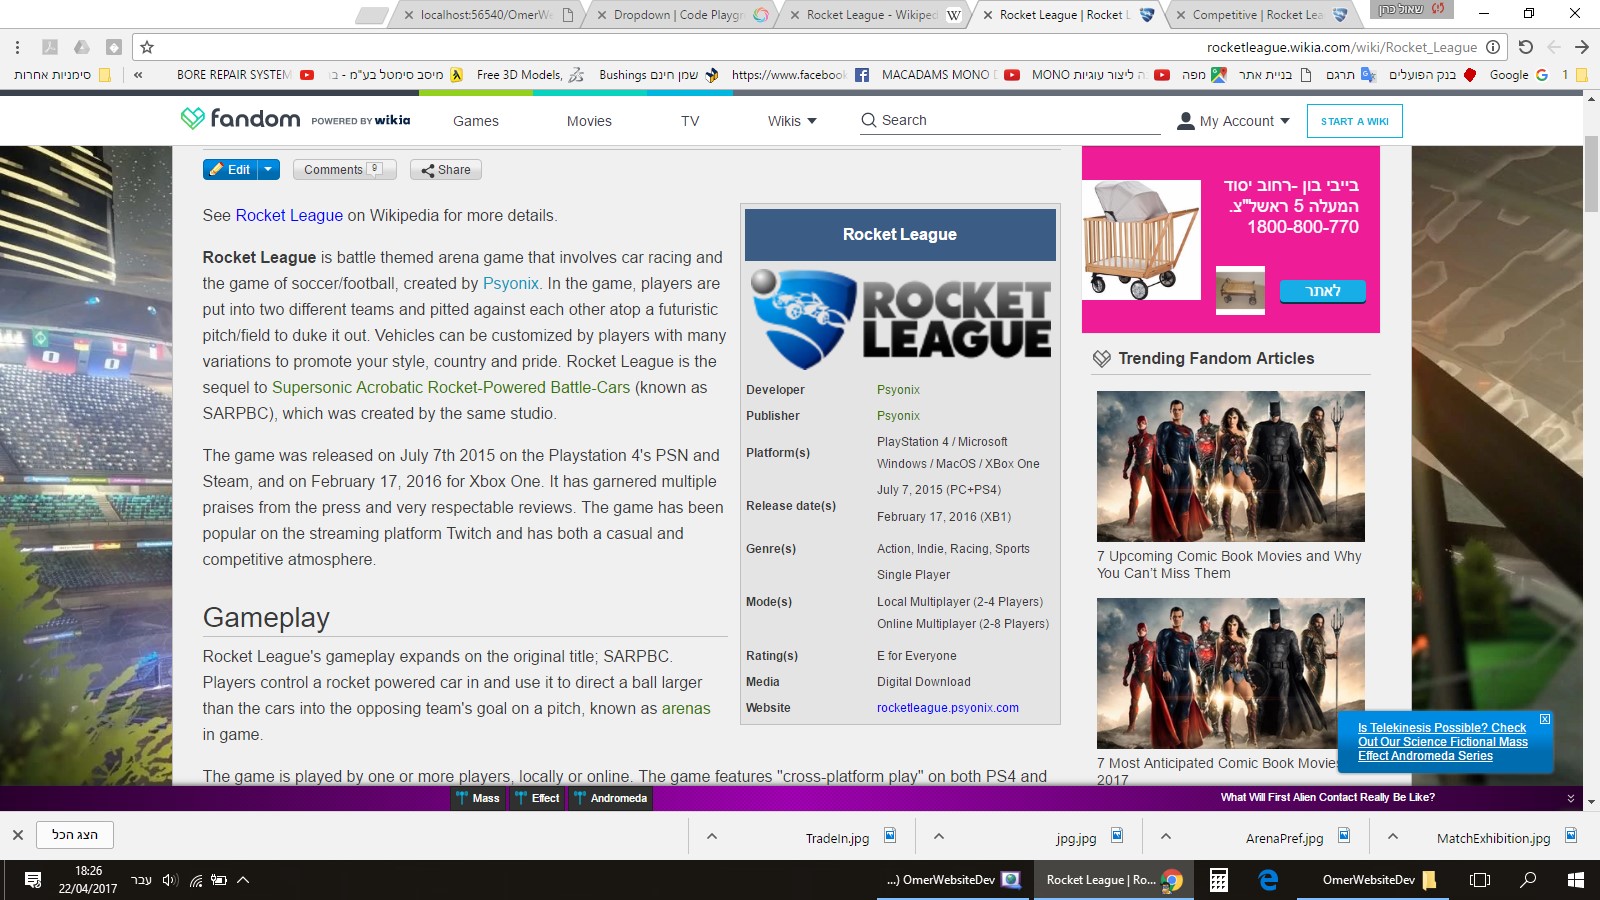 localhost:56540/OmerWe
Dropdown | Code Playgr
Rocket League - Wikiped
Rocket League | Rocket L
Competitive | Rocket Lea
שאול כהן
rocketleague.wikia.com/wiki/Rocket_League
סימניות אחרות
«
BORE REPAIR SYSTEM
מיסב סימטל בע"מ - בו
Free 3D Models,
Bushings שמן חינם
https://www.facebook
MACADAMS MONO D
MONO ליצור עוגיות
מפה
בניית אתר
תרגם
בנק הפועלים
Google
1
fandom POWERED BY wikia
Games
Movies
TV
Wikis
Search
My Account
START A WIKI
Edit
Comments 9
Share
See Rocket League on Wikipedia for more details.
Rocket League is battle themed arena game that involves car racing and
the game of soccer/football, created by Psyonix. In the game, players are
put into two different teams and pitted against each other atop a futuristic
pitch/field to duke it out. Vehicles can be customized by players with many
variations to promote your style, country and pride. Rocket League is the
sequel to Supersonic Acrobatic Rocket-Powered Battle-Cars (known as
SARPBC), which was created by the same studio.
The game was released on July 7th 2015 on the Playstation 4's PSN and
Steam, and on February 17, 2016 for Xbox One. It has garnered multiple
praises from the press and very respectable reviews. The game has been
popular on the streaming platform Twitch and has both a casual and
competitive atmosphere.
Gameplay
Rocket League's gameplay expands on the original title; SARPBC.
Players control a rocket powered car in and use it to direct a ball larger
than the cars into the opposing team's goal on a pitch, known as arenas
in game.
The game is played by one or more players, locally or online. The game features "cross-platform play" on both PS4 and
Rocket League
ROCKET
LEAGUE
Developer Psyonix
Publisher Psyonix
Platform(s) PlayStation 4 / Microsoft
Windows / MacOS / XBox One
Release date(s) July 7, 2015 (PC+PS4)
February 17, 2016 (XB1)
Genre(s) Action, Indie, Racing, Sports
Mode(s) Single Player
Local Multiplayer (2-4 Players)
Online Multiplayer (2-8 Players)
Rating(s) E for Everyone
Media Digital Download
Website rocketleague.psyonix.com
בייבי בון –רחוב יסוד
המעלה 5 ראשל"צ.
1800-800-770
לאתר
Trending Fandom Articles
7 Upcoming Comic Book Movies and Why
You Can't Miss Them
7 Most Anticipated Comic Book Movies
2017
Is Telekinesis Possible? Check
Out Our Science Fictional Mass
Effect Andromeda Series
Mass
Effect
Andromeda
What Will First Alien Contact Really Be Like?
הצג הכל
TradeIn.jpg
jpg.jpg
ArenaPref.jpg
MatchExhibition.jpg
18:26
22/04/2017
עבר
...) OmerWebsiteDev
Rocket League | Ro...
OmerWebsiteDev